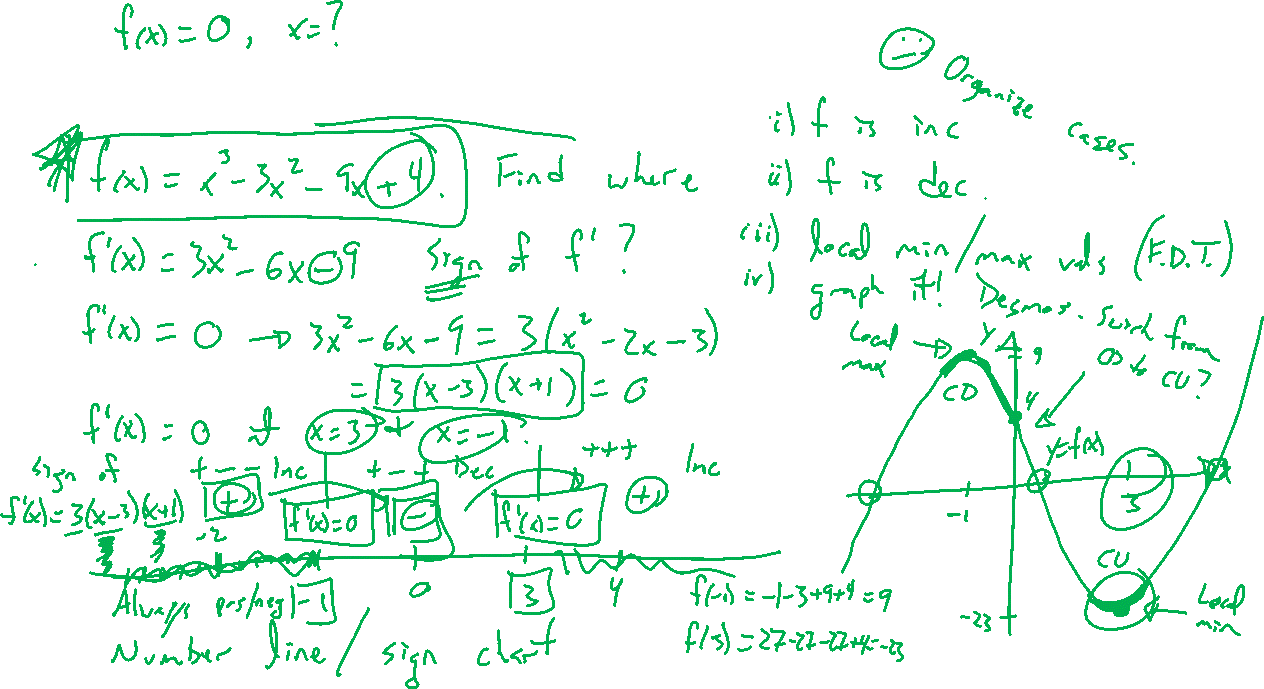 f(x) = 0, x = ?
Organize cases.
f(x) = x³ - 3x² - 9x + 4. Find where
i) f is inc
ii) f is dec.
iii) local min/max vals (F.D.T.)
iv) graph it! Desmos.
f'(x) = 3x² - 6x - 9 Sign of f' ?
f'(x) = 0 → 3x² - 6x - 9 = 3(x² - 2x - 3)
= 3(x-3)(x+1) = 0
f'(x) = 0 at x=3 + x=-1.
sign of
f'(x) = 3(x-3)(x+1)
+ - - Inc + - + Dec +++ Inc
+ f'(x)=0 - f'(x)=0 +
-2 -1 0 3 4
Always pos/neg
Number line/sign chart
f(-1) = -1-3+9+4 = 9
f(3) = 27-27-27+4=-23
Local max
Y
9
Switch from
CD to CU?
CD
4
y=f(x)
-1
3
x
CU
-23
Local min